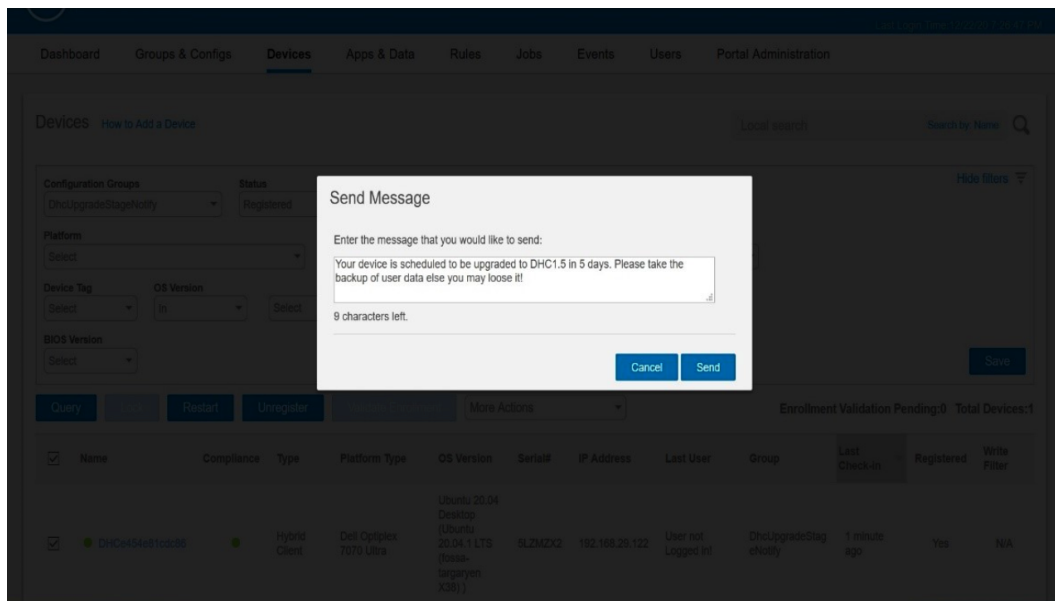 Dashboard Groups & Configs Devices Apps & Data Rules Jobs Events Users Portal Administration
Devices How to Add a Device
Local search Search by: Name
Hide filters
Configuration Groups Status
DhcUpgradeStageNotify Registered
Platform
Select
Device Tag OS Version
Select In Select
BIOS Version
Select
Save
Send Message
Enter the message that you would like to send:
Your device is scheduled to be upgraded to DHC1.5 in 5 days. Please take the
backup of user data else you may loose it!
9 characters left.
Cancel Send
Query Restart Unregister More Actions
Enrollment Validation Pending:0 Total Devices:1
Name Compliance Type Platform Type OS Version Serial# IP Address Last User Group Last Check-in Registered Write Filter
Hybrid Client
Dell Optiplex 7070 Ultra
Ubuntu 20.04 Desktop (Ubuntu 20.04.1 LTS (fossa-targaryen X38) )
192.168.29.122
User not Logged in!
DhcUpgradeStageNotify
1 minute ago
Yes
N/A